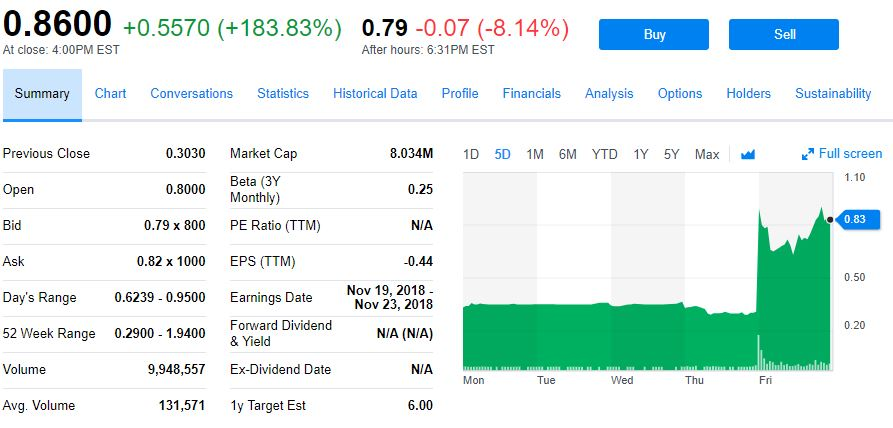 0.8600 +0.5570 (+183.83%) 0.79 -0.07 (-8.14%) Buy Sell
At close: 4:00PM EST After hours: 6:31PM EST
Summary Chart Conversations Statistics Historical Data Profile Financials Analysis Options Holders Sustainability
Previous Close 0.3030
Open 0.8000
Bid 0.79 x 800
Ask 0.82 x 1000
Day's Range 0.6239 - 0.9500
52 Week Range 0.2900 - 1.9400
Volume 9,948,557
Avg. Volume 131,571
Market Cap 8.034M
Beta (3Y
Monthly) 0.25
PE Ratio (TTM) N/A
EPS (TTM) -0.44
Earnings Date Nov 19, 2018 -
Nov 23, 2018
Forward Dividend
& Yield N/A (N/A)
Ex-Dividend Date N/A
1y Target Est 6.00
1D 5D 1M 6M YTD 1Y 5Y Max Full screen
1.10
0.83
0.50
0.20
Mon Tue Wed Thu Fri